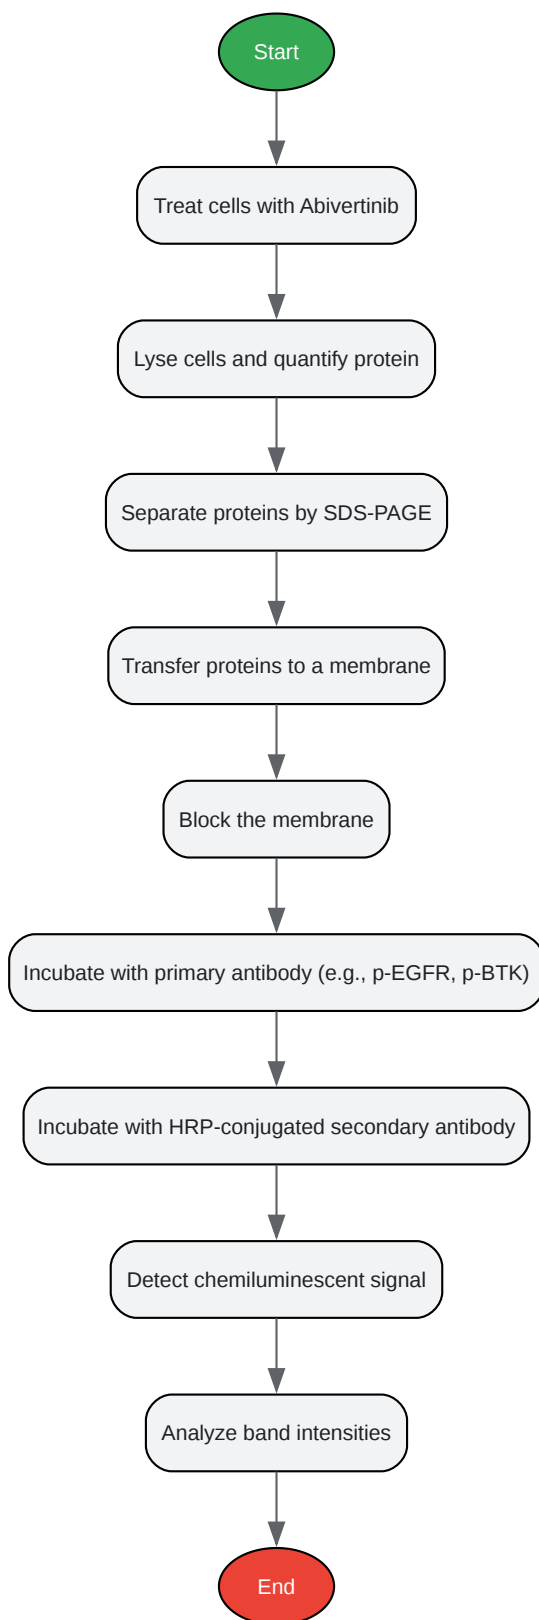 Start
Treat cells with Abivertinib
Lyse cells and quantify protein
Separate proteins by SDS-PAGE
Transfer proteins to a membrane
Block the membrane
Incubate with primary antibody (e.g., p-EGFR, p-BTK)
Incubate with HRP-conjugated secondary antibody
Detect chemiluminescent signal
Analyze band intensities
End